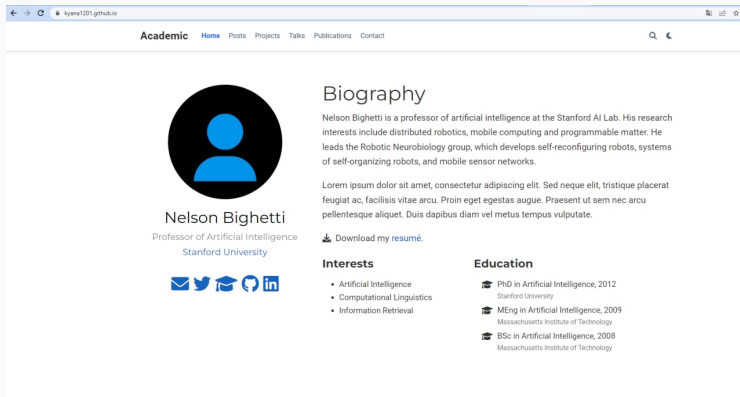 kyana1201.github.io
Academic Home Posts Projects Talks Publications Contact
Biography
Nelson Bighetti is a professor of artificial intelligence at the Stanford AI Lab. His research
interests include distributed robotics, mobile computing and programmable matter. He
leads the Robotic Neurobiology group, which develops self-reconfiguring robots, systems
of self-organizing robots, and mobile sensor networks.
Lorem ipsum dolor sit amet, consectetur adipiscing elit. Sed neque elit, tristique placerat
feugiat ac, facilisis vitae arcu. Proin eget egestas augue. Praesent ut sem nec arcu
pellentesque aliquet. Duis dapibus diam vel metus tempus vulputate.
Download my resumé.
Nelson Bighetti
Professor of Artificial Intelligence
Stanford University
in
Interests
Artificial Intelligence
Computational Linguistics
Information Retrieval
Education
PhD in Artificial Intelligence, 2012
Stanford University
MEng in Artificial Intelligence, 2009
Massachusetts Institute of Technology
BSc in Artificial Intelligence, 2008
Massachusetts Institute of Technology